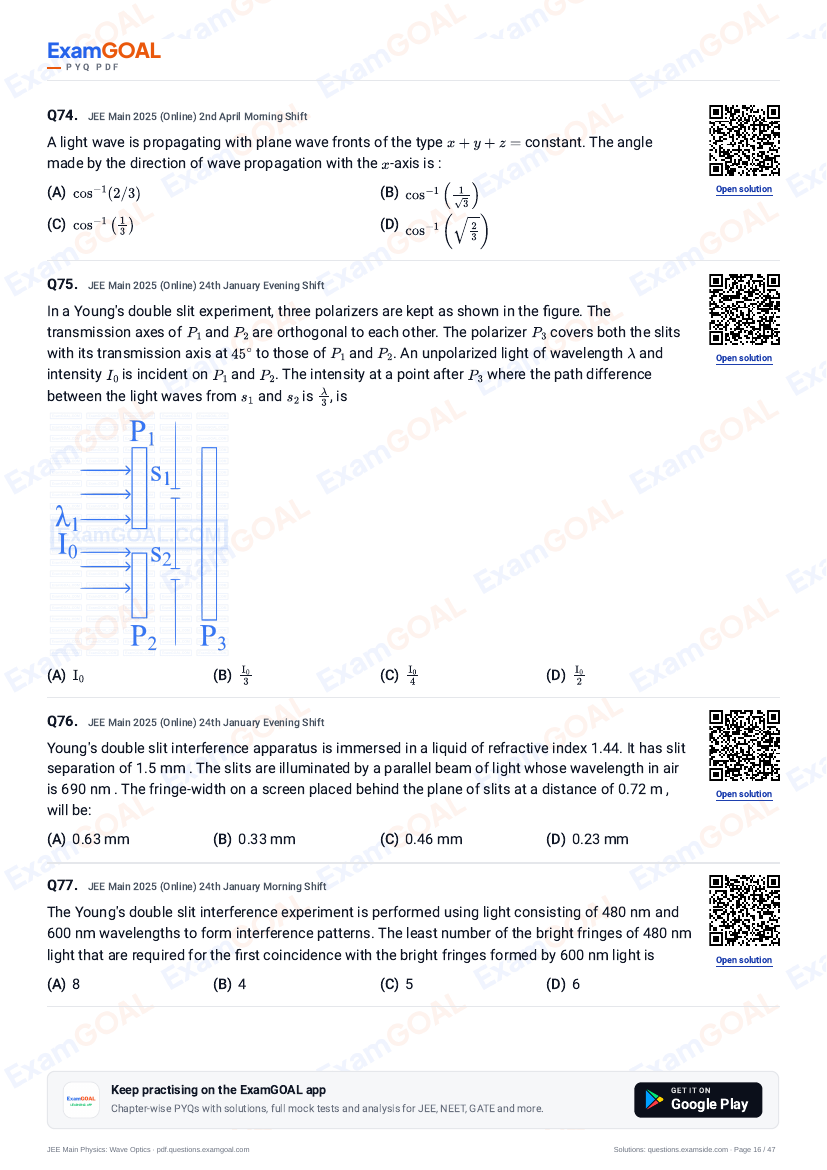 ExamGOAL
PYQ PDF
Q74. JEE Main 2025 (Online) 2nd April Morning Shift
A light wave is propagating with plane wave fronts of the type x + y + z = constant. The angle
made by the direction of wave propagation with the x-axis is :
(A) cos⁻¹(2/3)
(B) cos⁻¹(1/√3)
(C) cos⁻¹(1/3)
(D) cos⁻¹(√(2/3))
Open solution
Q75. JEE Main 2025 (Online) 24th January Evening Shift
In a Young's double slit experiment, three polarizers are kept as shown in the figure. The
transmission axes of P₁ and P₂ are orthogonal to each other. The polarizer P₃ covers both the slits
with its transmission axis at 45° to those of P₁ and P₂. An unpolarized light of wavelength λ and
intensity I₀ is incident on P₁ and P₂. The intensity at a point after P₃ where the path difference
between the light waves from s₁ and s₂ is λ/3, is
Open solution
P₁
s₁
λ₁
ExamGOAL.COM
I₀
s₂
P₂ P₃
(A) I₀ (B) I₀/3 (C) I₀/4 (D) I₀/2
Q76. JEE Main 2025 (Online) 24th January Evening Shift
Young's double slit interference apparatus is immersed in a liquid of refractive index 1.44. It has slit
separation of 1.5 mm . The slits are illuminated by a parallel beam of light whose wavelength in air
is 690 nm . The fringe-width on a screen placed behind the plane of slits at a distance of 0.72 m ,
will be:
Open solution
(A) 0.63 mm (B) 0.33 mm (C) 0.46 mm (D) 0.23 mm
Q77. JEE Main 2025 (Online) 24th January Morning Shift
The Young's double slit interference experiment is performed using light consisting of 480 nm and
600 nm wavelengths to form interference patterns. The least number of the bright fringes of 480 nm
light that are required for the first coincidence with the bright fringes formed by 600 nm light is
Open solution
(A) 8 (B) 4 (C) 5 (D) 6
ExamGOAL
Keep practising on the ExamGOAL app
Chapter-wise PYQs with solutions, full mock tests and analysis for JEE, NEET, GATE and more.
GET IT ON
Google Play
JEE Main Physics: Wave Optics · pdf.questions.examgoal.com
Solutions: questions.examside.com · Page 16 / 47